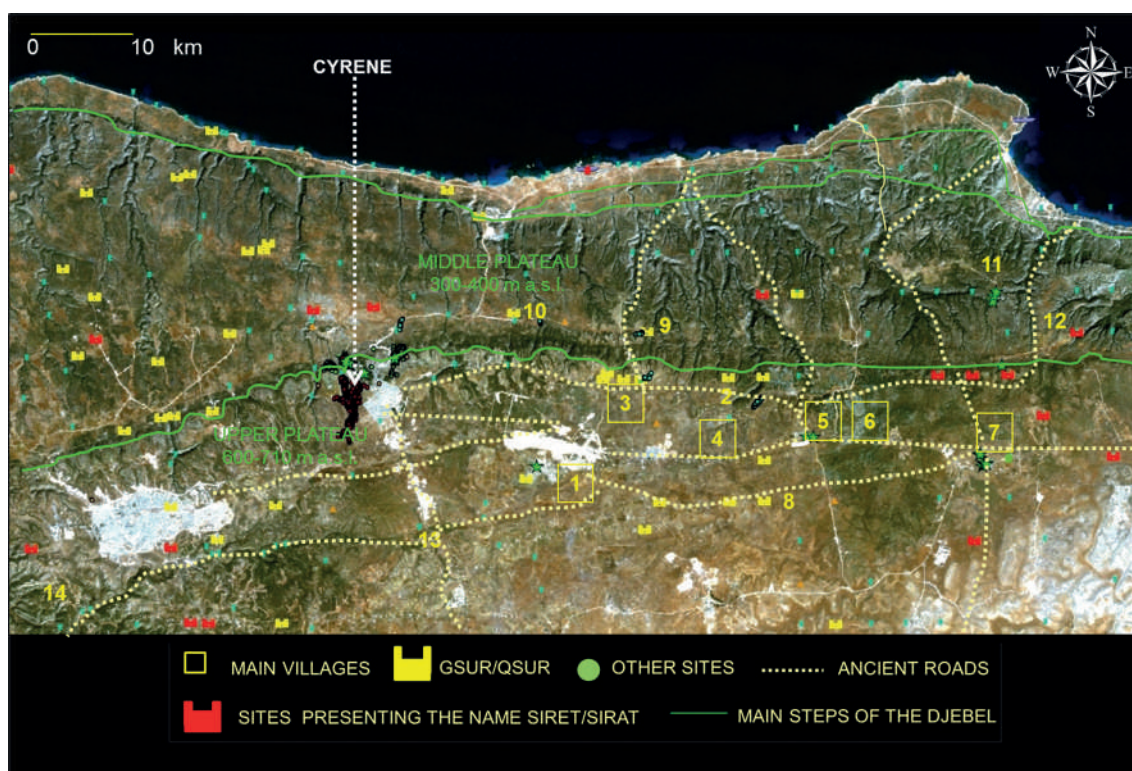 0 10 km
N
W E
S
CYRENE
MIDDLE PLATEAU
300-400 m a.s.l.
11
12
10
9
UPPER PLATEAU
600-710 m a.s.l.
3
2
4
5
6
7
1
8
13
14
MAIN VILLAGES
GSUR/QSUR
OTHER SITES
ANCIENT ROADS
SITES PRESENTING THE NAME SIRET/SIRAT
MAIN STEPS OF THE DJEBEL